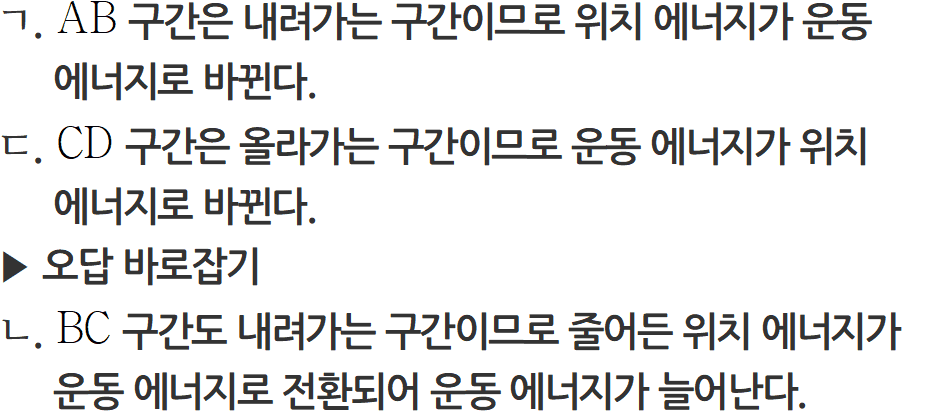 ㄱ. AB 구간은 내려가는 구간이므로 위치 에너지가 운동
에너지로 바뀐다.
ㄷ. CD 구간은 올라가는 구간이므로 운동 에너지가 위치
에너지로 바뀐다.
▶ 오답 바로잡기
ㄴ. BC 구간도 내려가는 구간이므로 줄어든 위치 에너지가
운동 에너지로 전환되어 운동 에너지가 늘어난다.